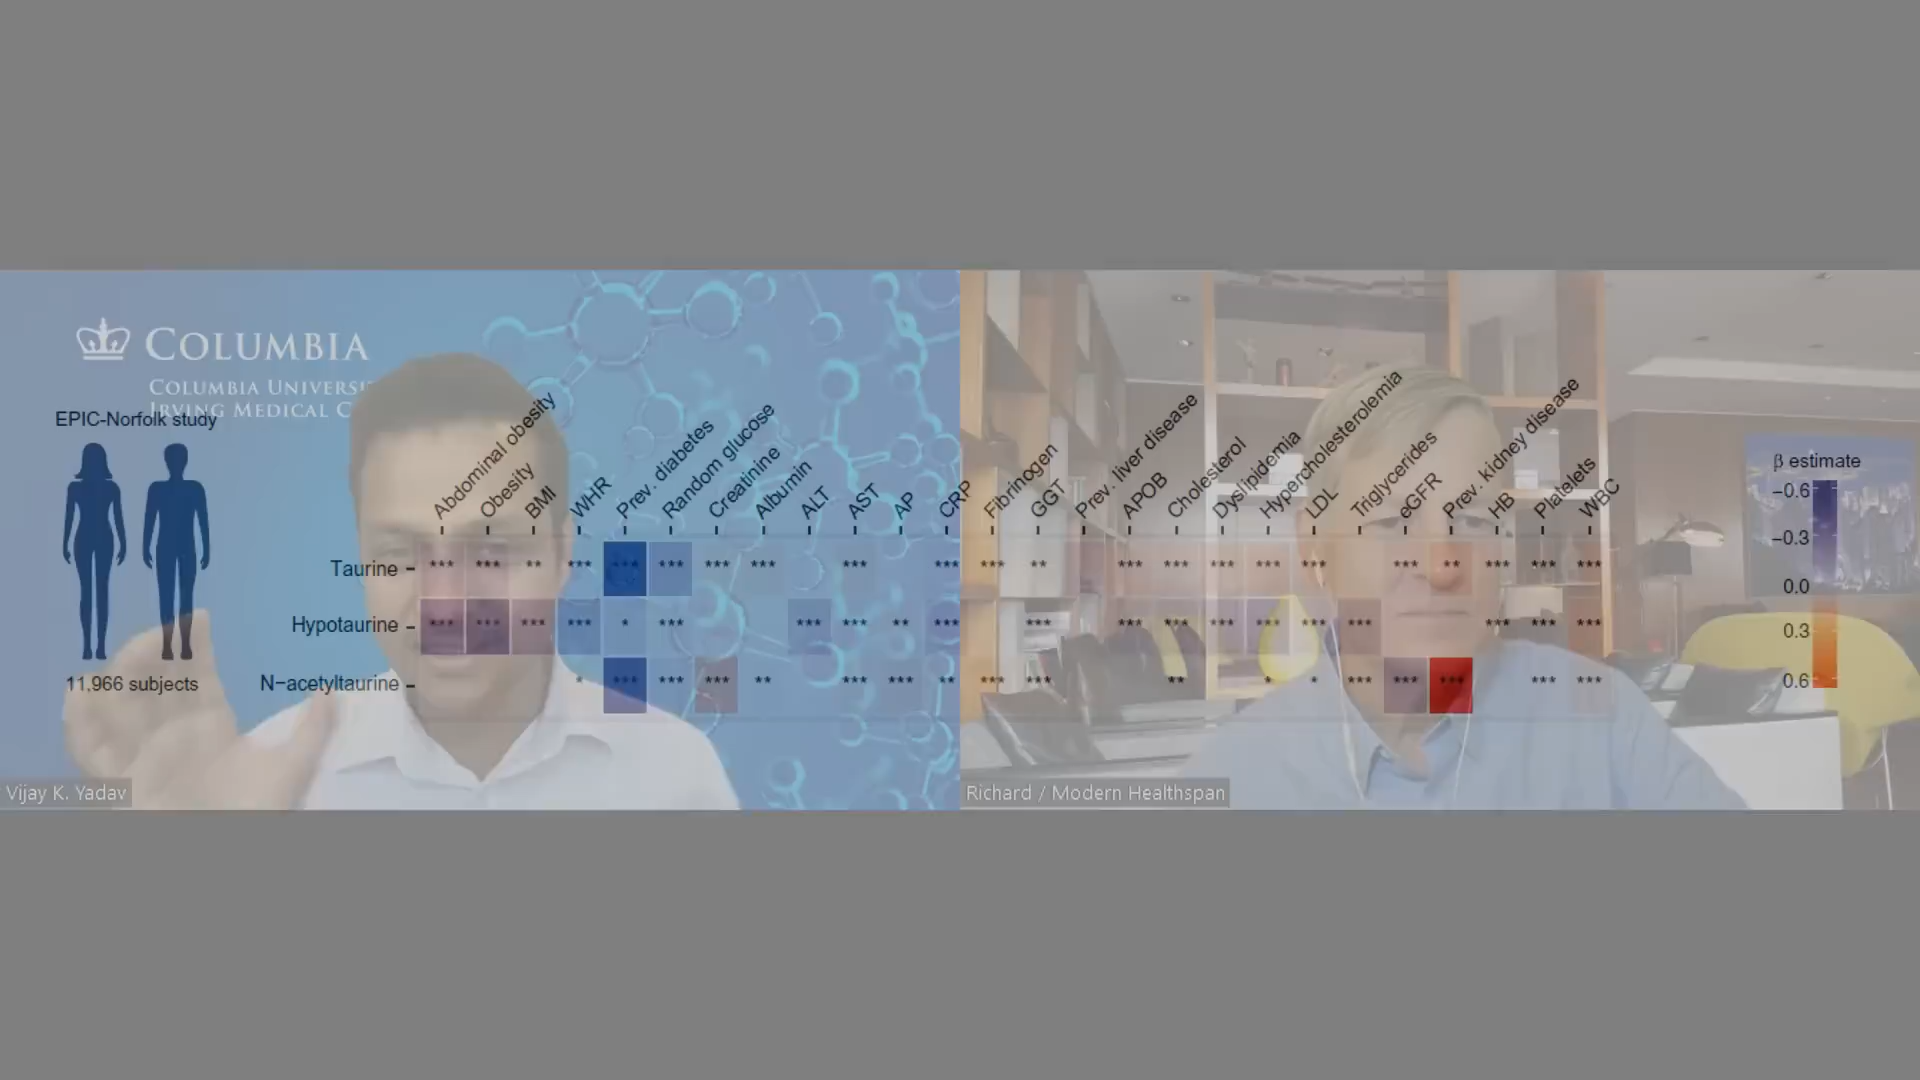 COLUMBIA
COLUMBIA UNIVERSI
IRVING MEDICAL C
EPIC-Norfolk study
11,966 subjects
Abdominal obesity
Obesity
BMI
WHR
Prev. diabetes
Random glucose
Creatinine
Albumin
ALT
AST
AP
CRP
Fibrinogen
GGT
Prev. liver disease
APOB
Cholesterol
Dyslipidemia
Hypercholesterolemia
LDL
Triglycerides
eGFR
Prev. kidney disease
HB
Platelets
WBC
Taurine *** *** ** *** *** *** *** *** *** *** *** ** *** *** *** *** *** *** ** *** *** ***
Hypotaurine *** *** *** *** * *** *** *** ** *** *** *** *** *** *** *** *** *** *** ***
N−acetyltaurine * *** *** *** ** *** *** ** *** *** ** * * *** *** *** *** ***
β estimate
−0.6
−0.3
0.0
0.3
0.6
Vijay K. Yadav
Richard / Modern Healthspan